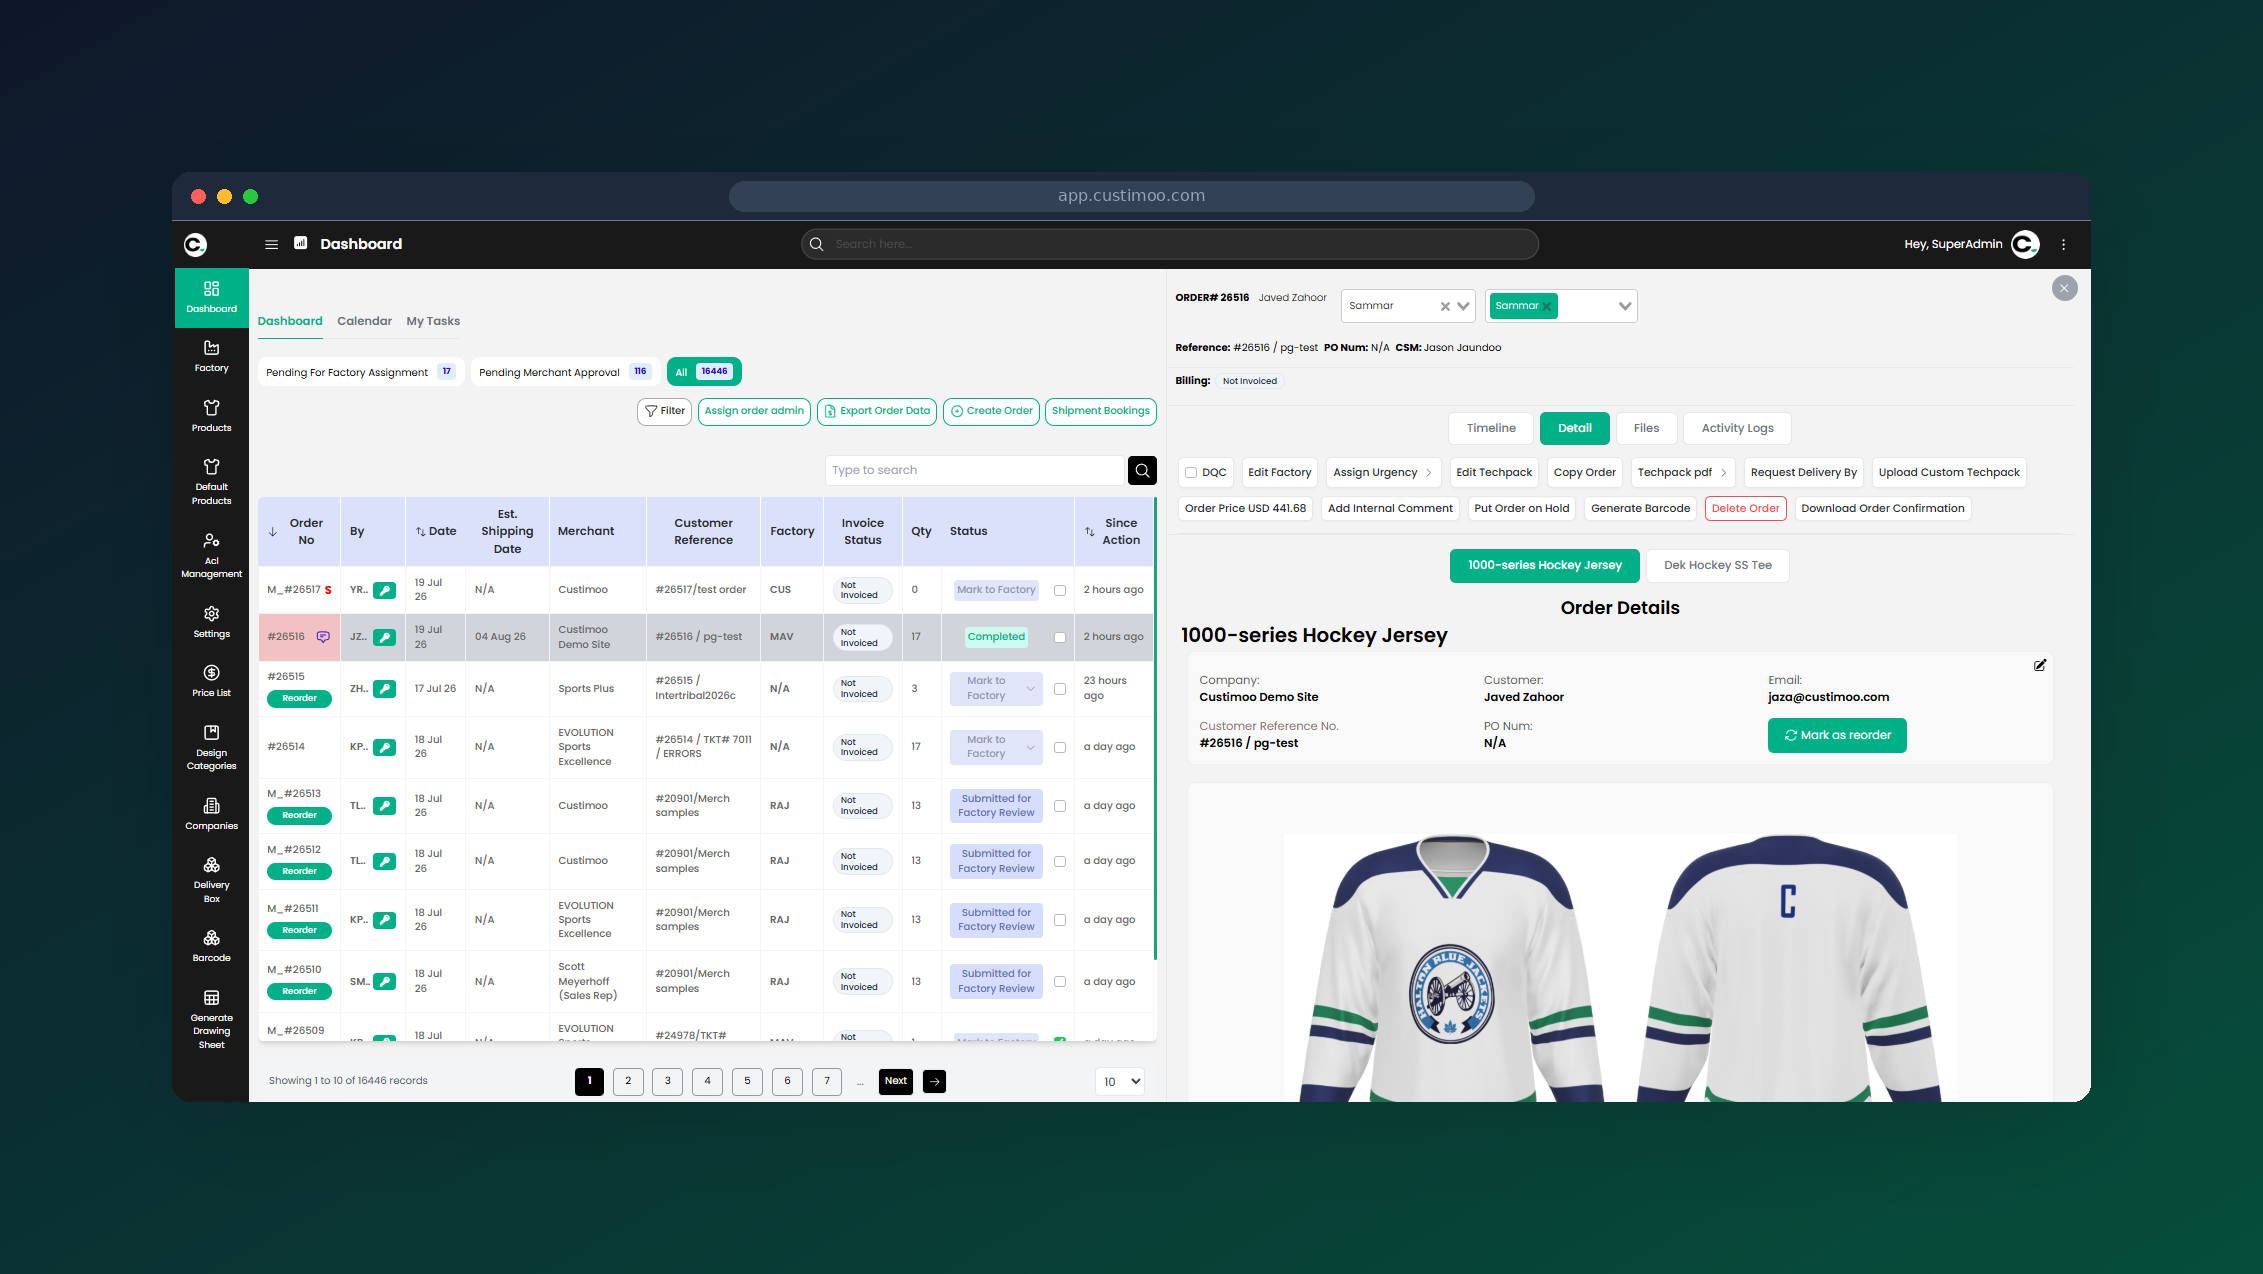 app.custimoo.com
C.
Dashboard
Search here...
Hey, SuperAdmin
C.
Dashboard
Factory
Products
Default
Products
Acl
Management
Settings
Price List
Design
Categories
Companies
Delivery
Box
Barcode
Generate
Drawing
Sheet
Dashboard Calendar My Tasks
Pending For Factory Assignment 17 Pending Merchant Approval 116 All 16446
Filter Assign order admin Export Order Data Create Order Shipment Bookings
Type to search
Order No By Date Est. Shipping Date Merchant Customer Reference Factory Invoice Status Qty Status Since Action
M_#26517 S YR.. 19 Jul 26 N/A Custimoo #26517/test order CUS Not Invoiced 0 Mark to Factory 2 hours ago
#26516 JZ.. 19 Jul 26 04 Aug 26 Custimoo Demo Site #26516 / pg-test MAV Not Invoiced 17 Completed 2 hours ago
#26515 Reorder ZH.. 17 Jul 26 N/A Sports Plus #26515 / Intertribal2026c N/A Not Invoiced 3 Mark to Factory 23 hours ago
#26514 KP.. 18 Jul 26 N/A EVOLUTION Sports Excellence #26514 / TKT# 7011 / ERRORS N/A Not Invoiced 17 Mark to Factory a day ago
M_#26513 Reorder TL.. 18 Jul 26 N/A Custimoo #20901/Merch samples RAJ Not Invoiced 13 Submitted for Factory Review a day ago
M_#26512 Reorder TL.. 18 Jul 26 N/A Custimoo #20901/Merch samples RAJ Not Invoiced 13 Submitted for Factory Review a day ago
M_#26511 Reorder KP.. 18 Jul 26 N/A EVOLUTION Sports Excellence #20901/Merch samples RAJ Not Invoiced 13 Submitted for Factory Review a day ago
M_#26510 Reorder SM.. 18 Jul 26 N/A Scott Meyerhoff (Sales Rep) #20901/Merch samples RAJ Not Invoiced 13 Submitted for Factory Review a day ago
M_#26509 18 Jul EVOLUTION #24978/TKT# Not
Showing 1 to 10 of 16446 records
1 2 3 4 5 6 7 ... Next
10
ORDER# 26516 Javed Zahoor Sammar Sammar
Reference: #26516 / pg-test PO Num: N/A CSM: Jason Jaundoo
Billing: Not Invoiced
Timeline Detail Files Activity Logs
DQC Edit Factory Assign Urgency Edit Techpack Copy Order Techpack pdf Request Delivery By Upload Custom Techpack
Order Price USD 441.68 Add Internal Comment Put Order on Hold Generate Barcode Delete Order Download Order Confirmation
1000-series Hockey Jersey Dek Hockey SS Tee
Order Details
1000-series Hockey Jersey
Company: Customer: Email:
Custimoo Demo Site Javed Zahoor jaza@custimoo.com
Customer Reference No. PO Num:
#26516 / pg-test N/A
Mark as reorder
HALTON BLUE JACKETS
C